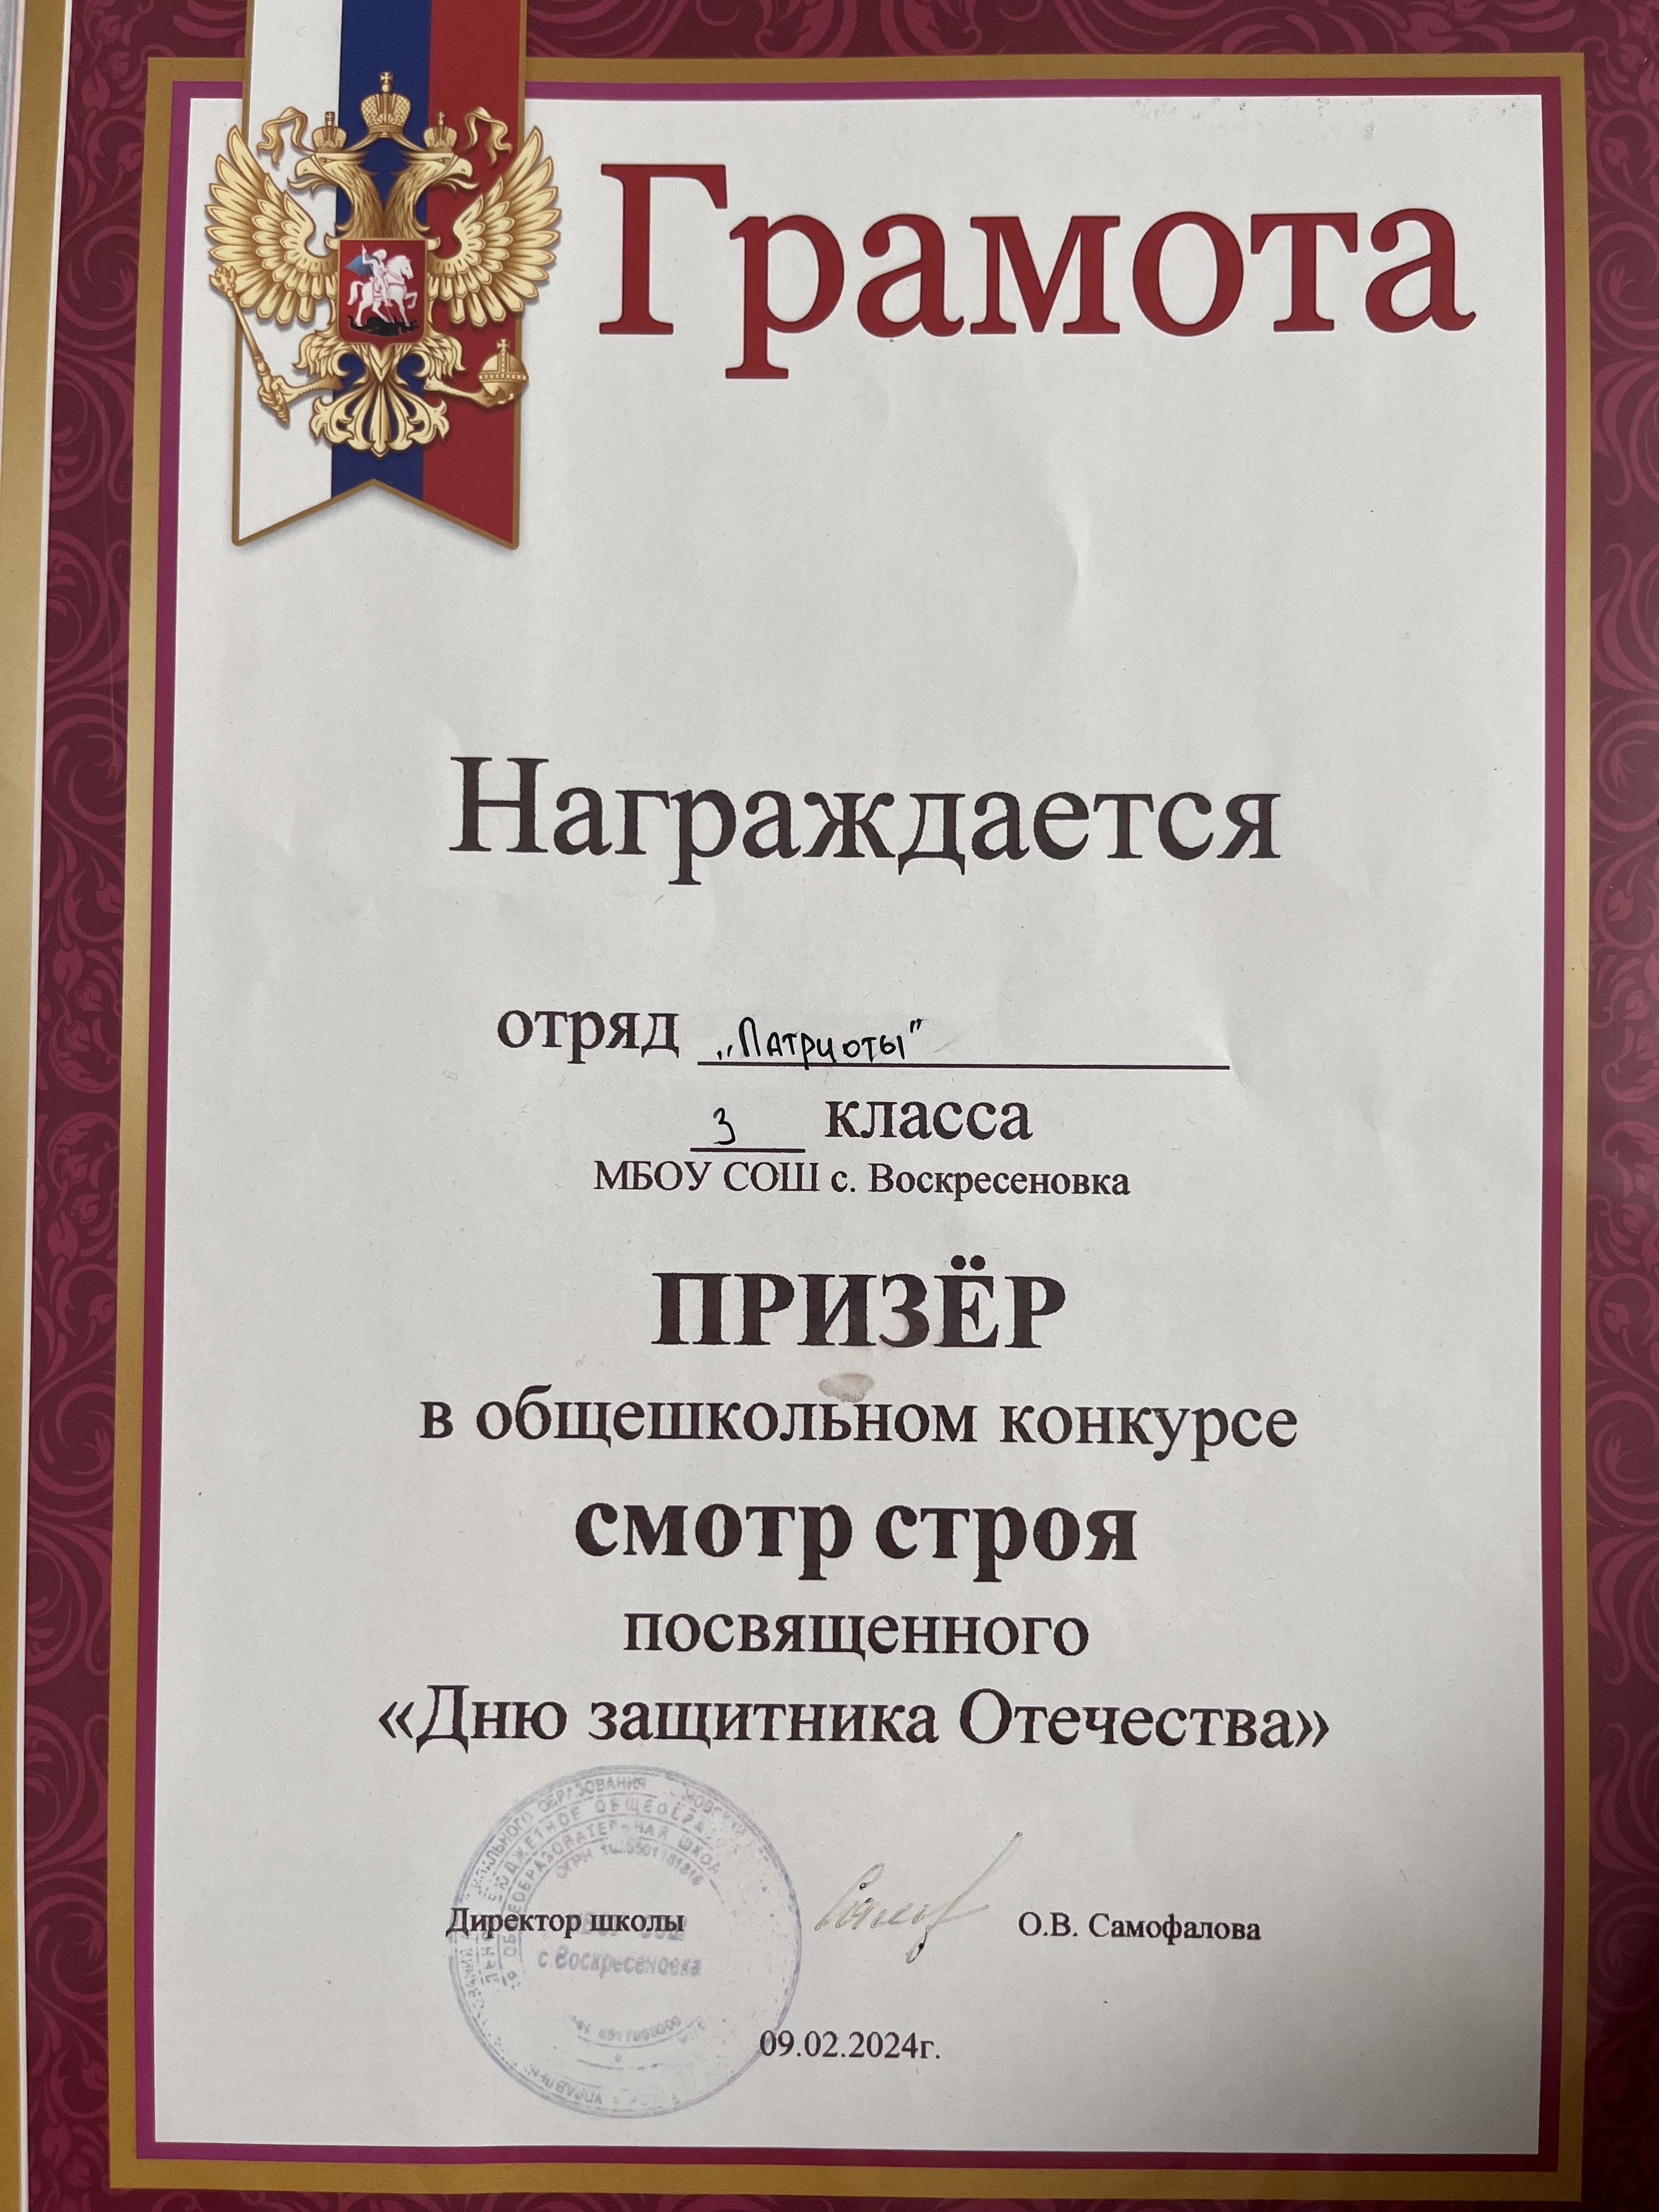 Грамота
Награждается
отряд „Патриоты"
3 класса
МБОУ СОШ с. Воскресеновка
ПРИЗЁР
в общешкольном конкурсе
смотр строя
посвященного
«Дню защитника Отечества»
Директор школы О.В. Самофалова
с. Воскресеновка
09.02.2024г.